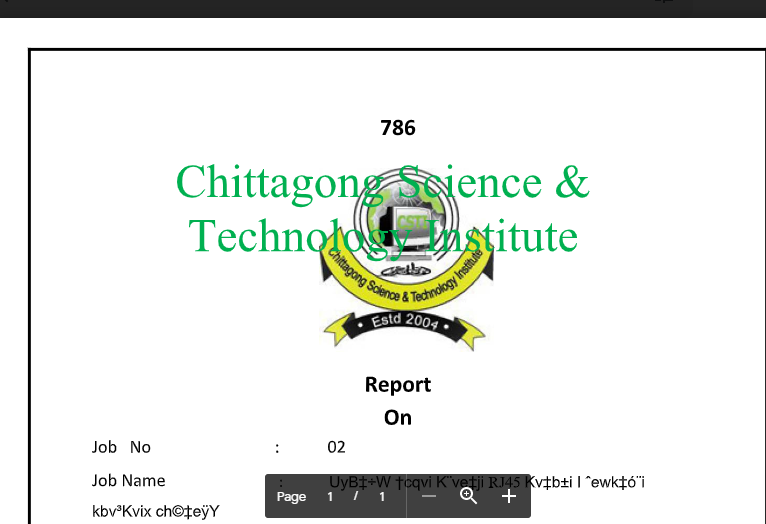 786
Chittagong Science &
Technology Institute
CSTI
Chittagong Science & Technology Institute
Estd 2004
Report
On
Job No : 02
Job Name : UyB‡÷W †cqvi K¨ve‡ji RJ45 Kv‡b±i I ˆewk‡ó¨i
kbv³Kvix ch©‡eÿY
Page 1 / 1